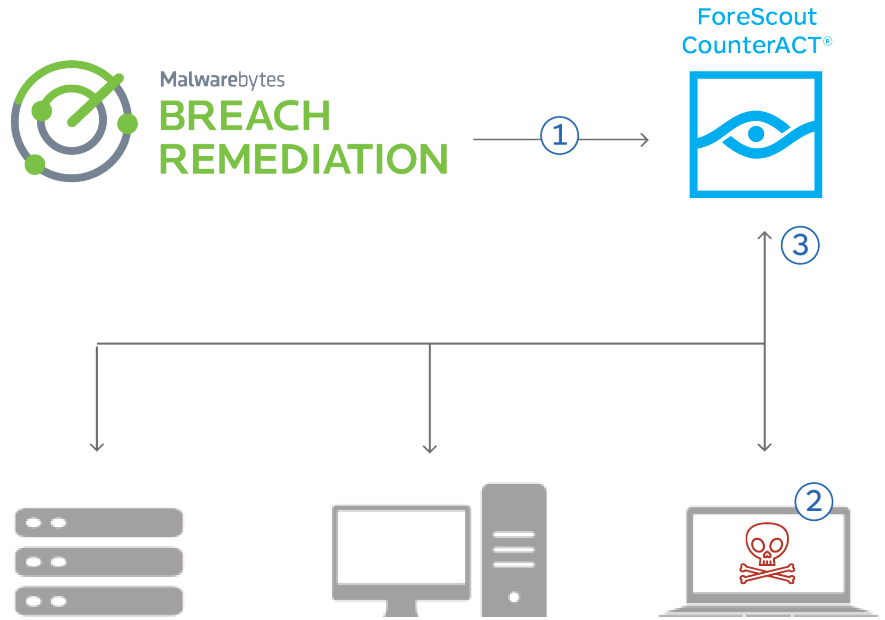 ForeScout
CounterACT®
Malwarebytes
BREACH
REMEDIATION
1
3
2